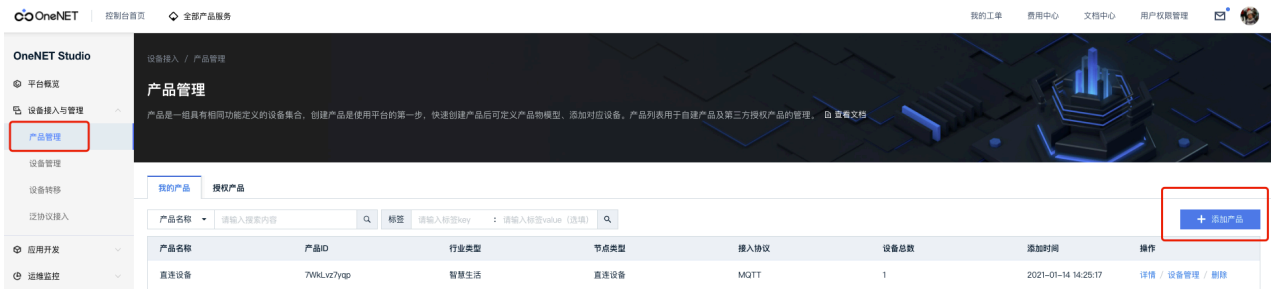 OneNET 控制台首页 全部产品服务 我的工单 费用中心 文档中心 用户权限管理
OneNET Studio
平台概览
设备接入与管理
产品管理
设备管理
设备转移
泛协议接入
应用开发
运维监控
设备接入 / 产品管理
产品管理
产品是一组具有相同功能定义的设备集合，创建产品是使用平台的第一步，快速创建产品后可定义产品物模型、添加对应设备。产品列表用于自建产品及第三方授权产品的管理。 查看文档
我的产品 授权产品
产品名称 请输入搜索内容 标签 请输入标签key : 请输入标签value（选填） + 添加产品
产品名称 产品ID 行业类型 节点类型 接入协议 设备总数 添加时间 操作
直连设备 7WkLvz7yqp 智慧生活 直连设备 MQTT 1 2021-01-14 14:25:17 详情 / 设备管理 / 删除